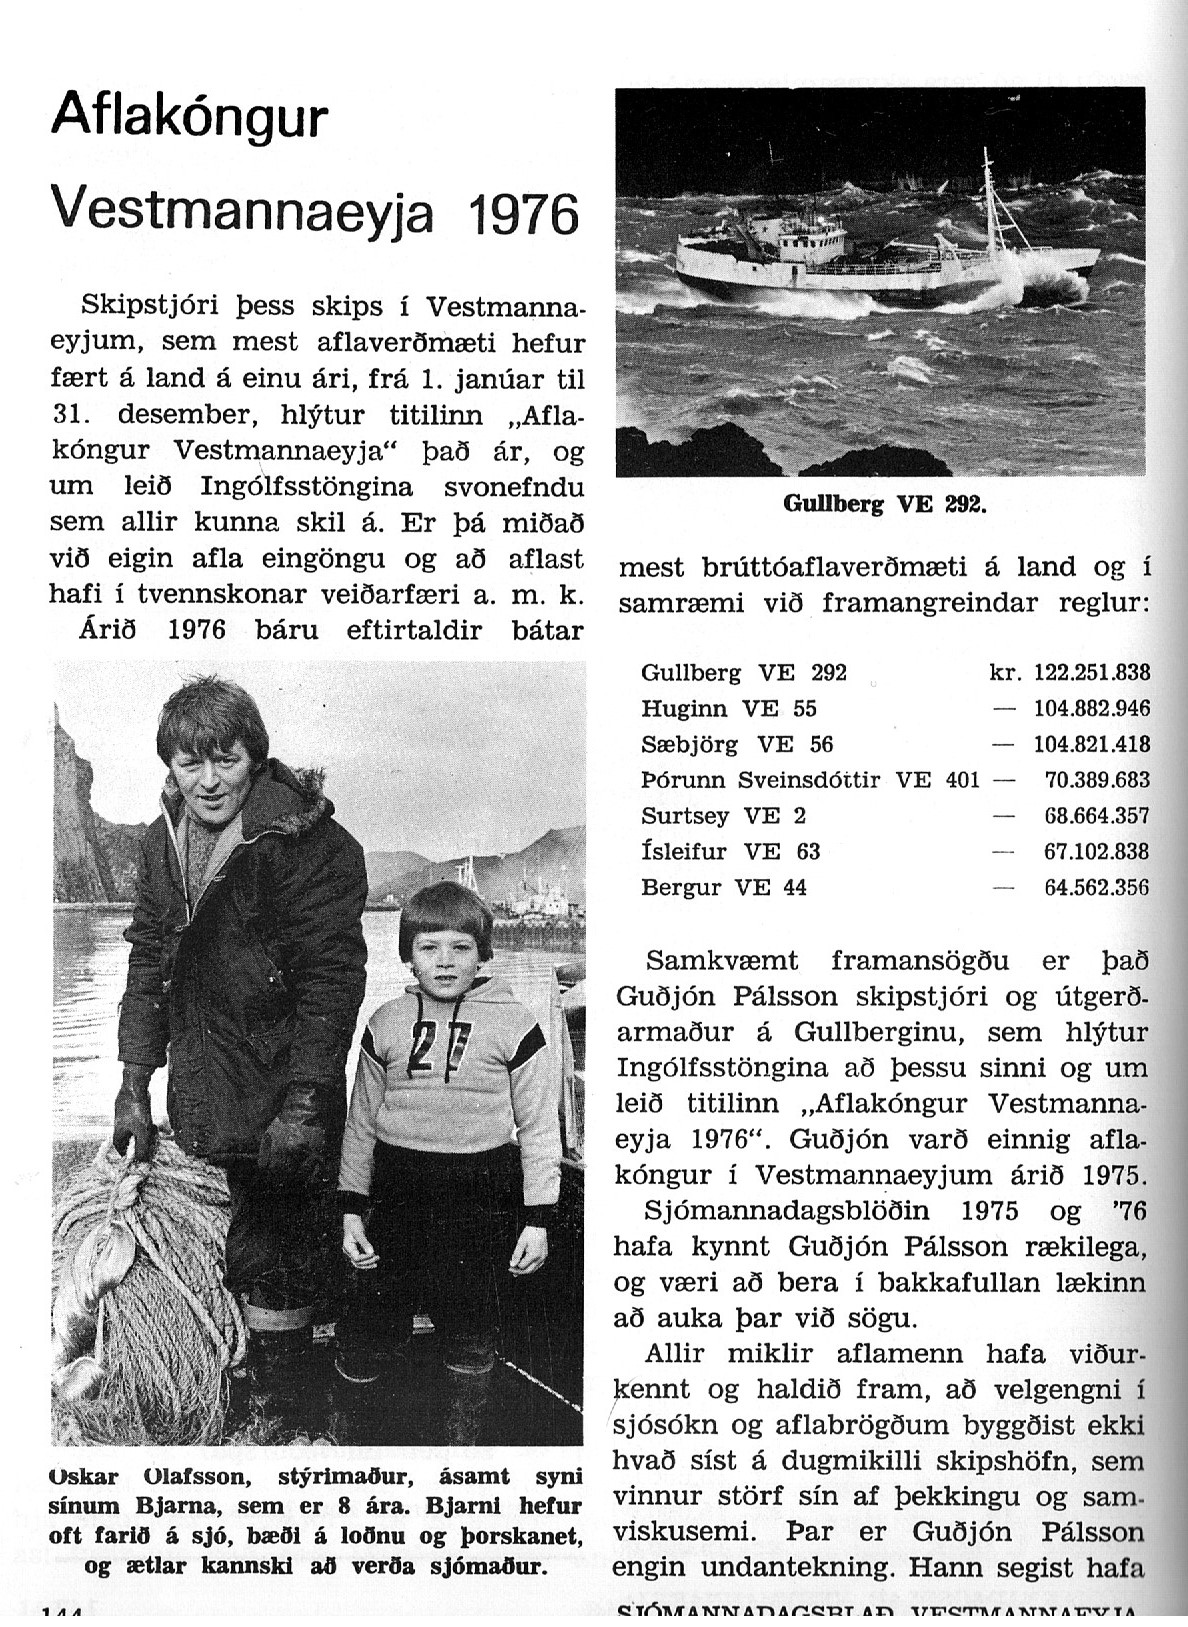 Aflakóngur
Vestmannaeyja 1976
Skipstjóri þess skips í Vestmanna-
eyjum, sem mest aflaverðmæti hefur
fært á land á einu ári, frá 1. janúar til
31. desember, hlýtur titilinn „Afla-
kóngur Vestmannaeyja“ það ár, og
um leið Ingólfsstöngina svonefndu
sem allir kunna skil á. Er þá miðað
við eigin afla eingöngu og að aflast
hafi í tvennskonar veiðarfæri a. m. k.
Árið 1976 báru eftirtaldir bátar
27
Oskar Olafsson, stýrimaður, ásamt syni
sínum Bjarna, sem er 8 ára. Bjarni hefur
oft farið á sjó, bæði á loðnu og þorskanet,
og ætlar kannski að verða sjómaður.
144
Gullberg VE 292.
mest brúttóaflaverðmæti á land og í
samræmi við framangreindar reglur:
Gullberg VE 292 kr. 122.251.838
Huginn VE 55 — 104.882.946
Sæbjörg VE 56 — 104.821.418
Þórunn Sveinsdóttir VE 401 — 70.389.683
Surtsey VE 2 — 68.664.357
Ísleifur VE 63 — 67.102.838
Bergur VE 44 — 64.562.356
Samkvæmt framansögðu er það
Guðjón Pálsson skipstjóri og útgerð-
armaður á Gullberginu, sem hlýtur
Ingólfsstöngina að þessu sinni og um
leið titilinn „Aflakóngur Vestmanna-
eyja 1976“. Guðjón varð einnig afla-
kóngur í Vestmannaeyjum árið 1975.
Sjómannadagsblöðin 1975 og ’76
hafa kynnt Guðjón Pálsson rækilega,
og væri að bera í bakkafullan lækinn
að auka þar við sögu.
Allir miklir aflamenn hafa viður-
kennt og haldið fram, að velgengni í
sjósókn og aflabrögðum byggðist ekki
hvað síst á dugmikilli skipshöfn, sem
vinnur störf sín af þekkingu og sam-
viskusemi. Þar er Guðjón Pálsson
engin undantekning. Hann segist hafa
SJÓMANNADAGSBLAÐ VESTMANNAEYJA